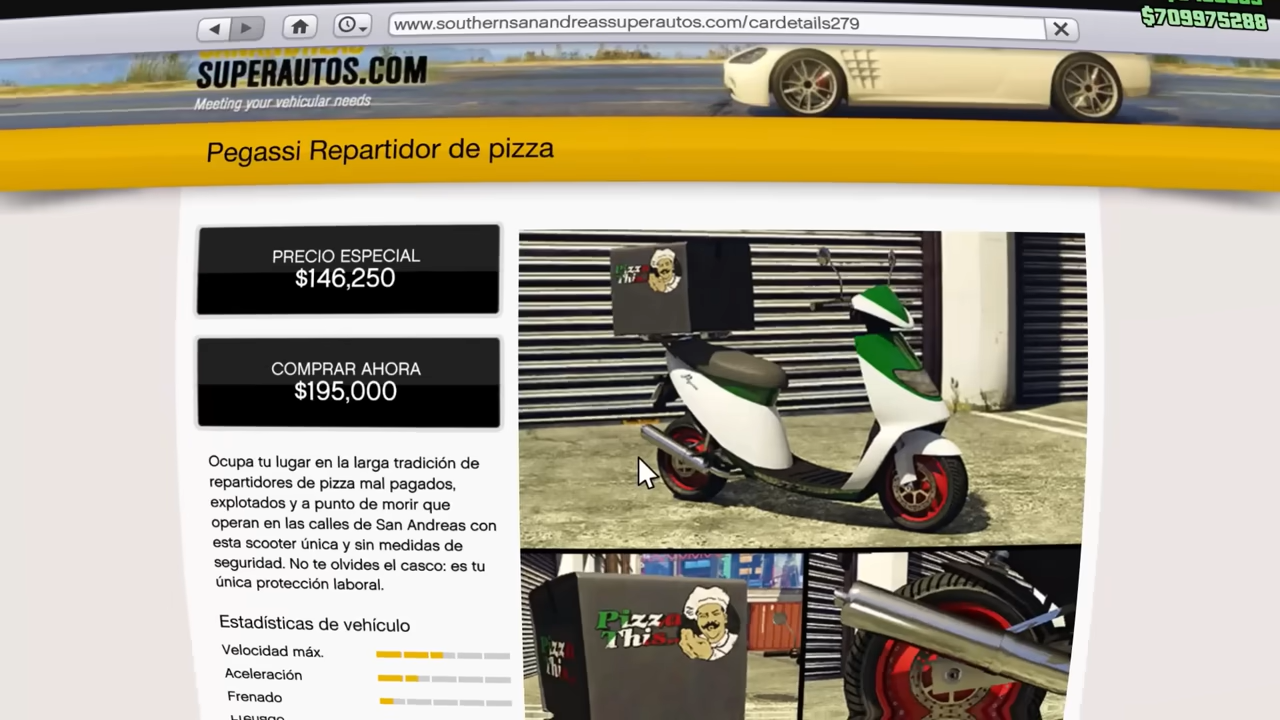 $709975288
www.southernsanandreassuperautos.com/cardetails279
SUPERAUTOS.COM
Meeting your vehicular needs
Pegassi Repartidor de pizza
PRECIO ESPECIAL
$146,250
COMPRAR AHORA
$195,000
Ocupa tu lugar en la larga tradición de
repartidores de pizza mal pagados,
explotados y a punto de morir que
operan en las calles de San Andreas con
esta scooter única y sin medidas de
seguridad. No te olvides el casco: es tu
única protección laboral.
Estadísticas de vehículo
Velocidad máx.
Aceleración
Frenado
Pizza
This...
Pizza
This...